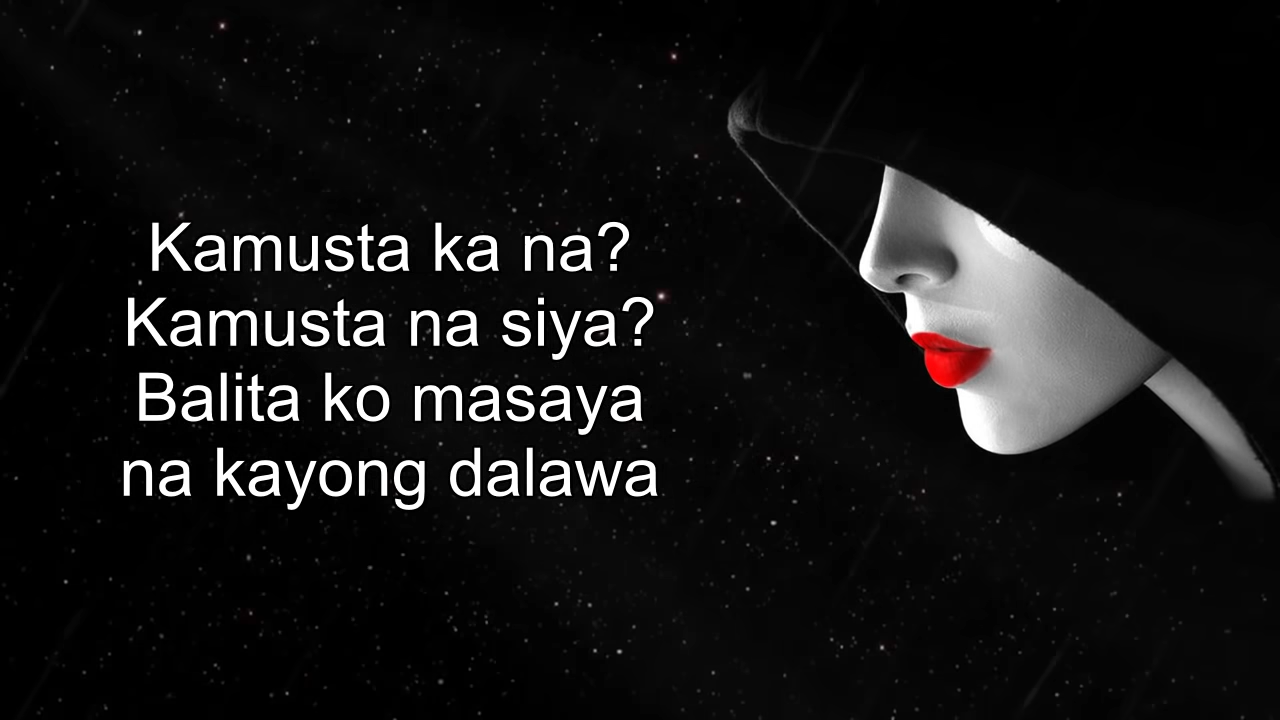 Kamusta ka na?
Kamusta na siya?
Balita ko masaya
na kayong dalawa